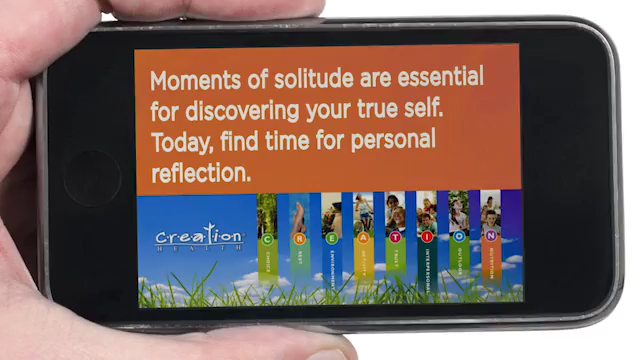 Moments of solitude are essential
for discovering your true self.
Today, find time for personal
reflection.
creation
HEALTH
C R E A T I O N
CHOICE
REST
ENVIRONMENT
ACTIVITY
TRUST
INTERPERSONAL
OUTLOOK
NUTRITION